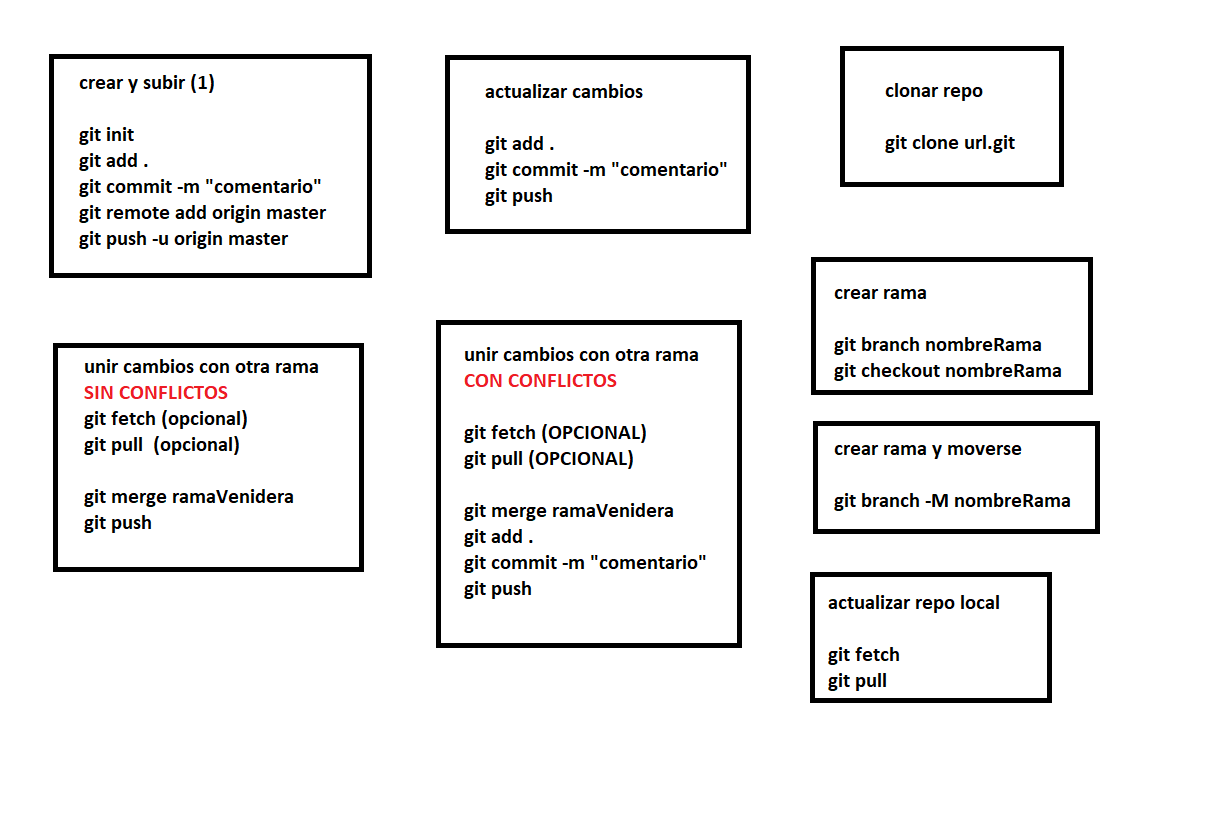 crear y subir (1)
git init
git add .
git commit -m "comentario"
git remote add origin master
git push -u origin master
actualizar cambios
git add .
git commit -m "comentario"
git push
clonar repo
git clone url.git
crear rama
git branch nombreRama
git checkout nombreRama
unir cambios con otra rama
SIN CONFLICTOS
git fetch (opcional)
git pull  (opcional)
git merge ramaVenidera
git push
unir cambios con otra rama
CON CONFLICTOS
git fetch (OPCIONAL)
git pull (OPCIONAL)
git merge ramaVenidera
git add .
git commit -m "comentario"
git push
crear rama y moverse
git branch -M nombreRama
actualizar repo local
git fetch
git pull